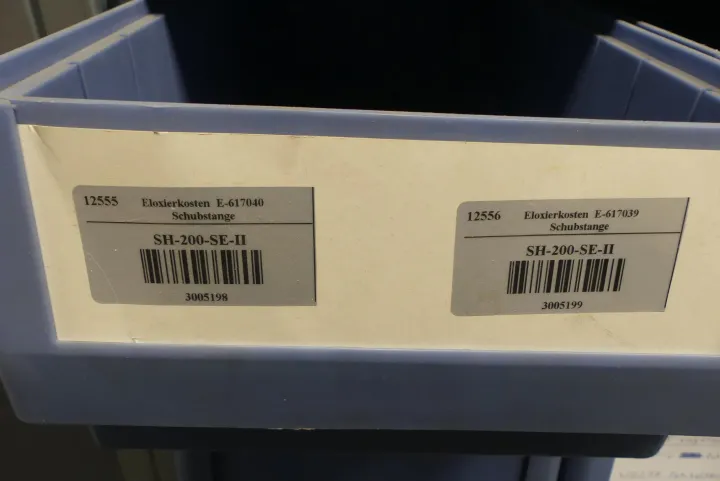 12555 Eloxierkosten E-617040
Schubstange
SH-200-SE-II
3005198
12556 Eloxierkosten E-617039
Schubstange
SH-200-SE-II
3005199